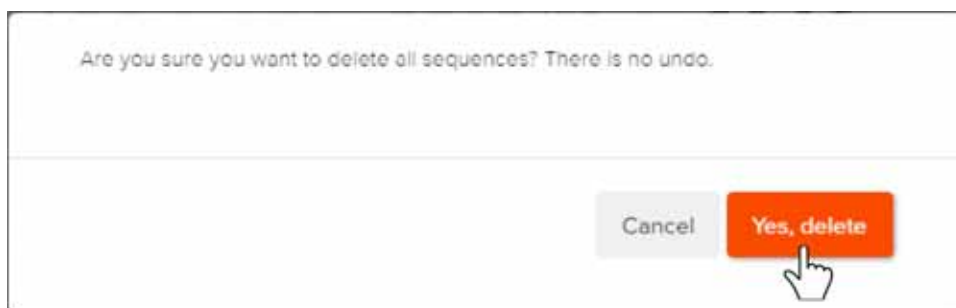 Are you sure you want to delete all sequences? There is no undo.
Cancel
Yes, delete